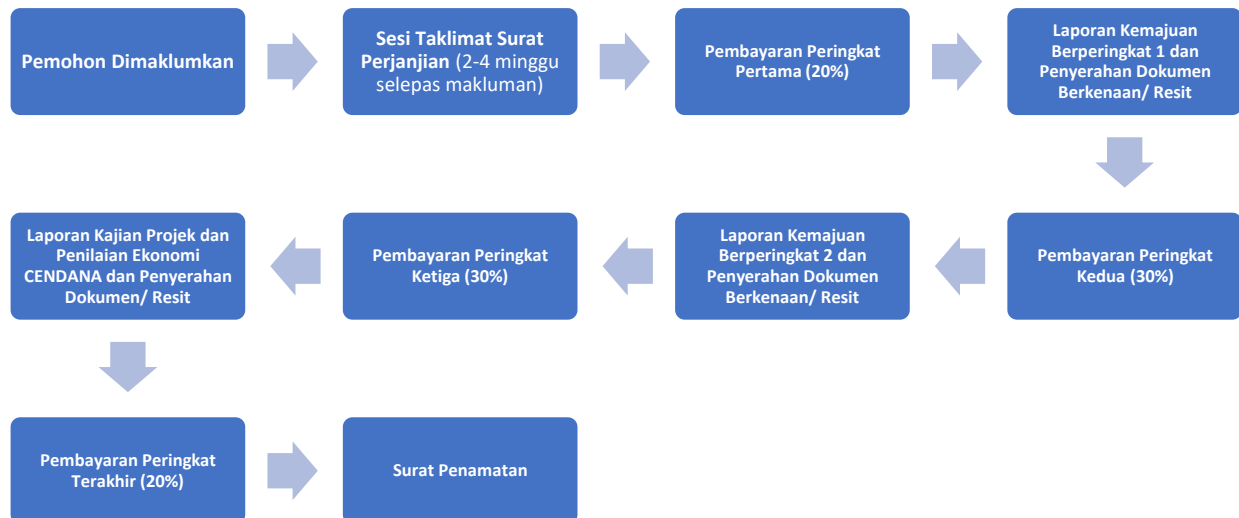 Pemohon Dimaklumkan
Sesi Taklimat Surat
Perjanjian (2-4 minggu
selepas makluman)
Pembayaran Peringkat
Pertama (20%)
Laporan Kemajuan
Berperingkat 1 dan
Penyerahan Dokumen
Berkenaan/ Resit
Pembayaran Peringkat
Kedua (30%)
Laporan Kemajuan
Berperingkat 2 dan
Penyerahan Dokumen
Berkenaan/ Resit
Pembayaran Peringkat
Ketiga (30%)
Laporan Kajian Projek dan
Penilaian Ekonomi
CENDANA dan Penyerahan
Dokumen/ Resit
Pembayaran Peringkat
Terakhir (20%)
Surat Penamatan